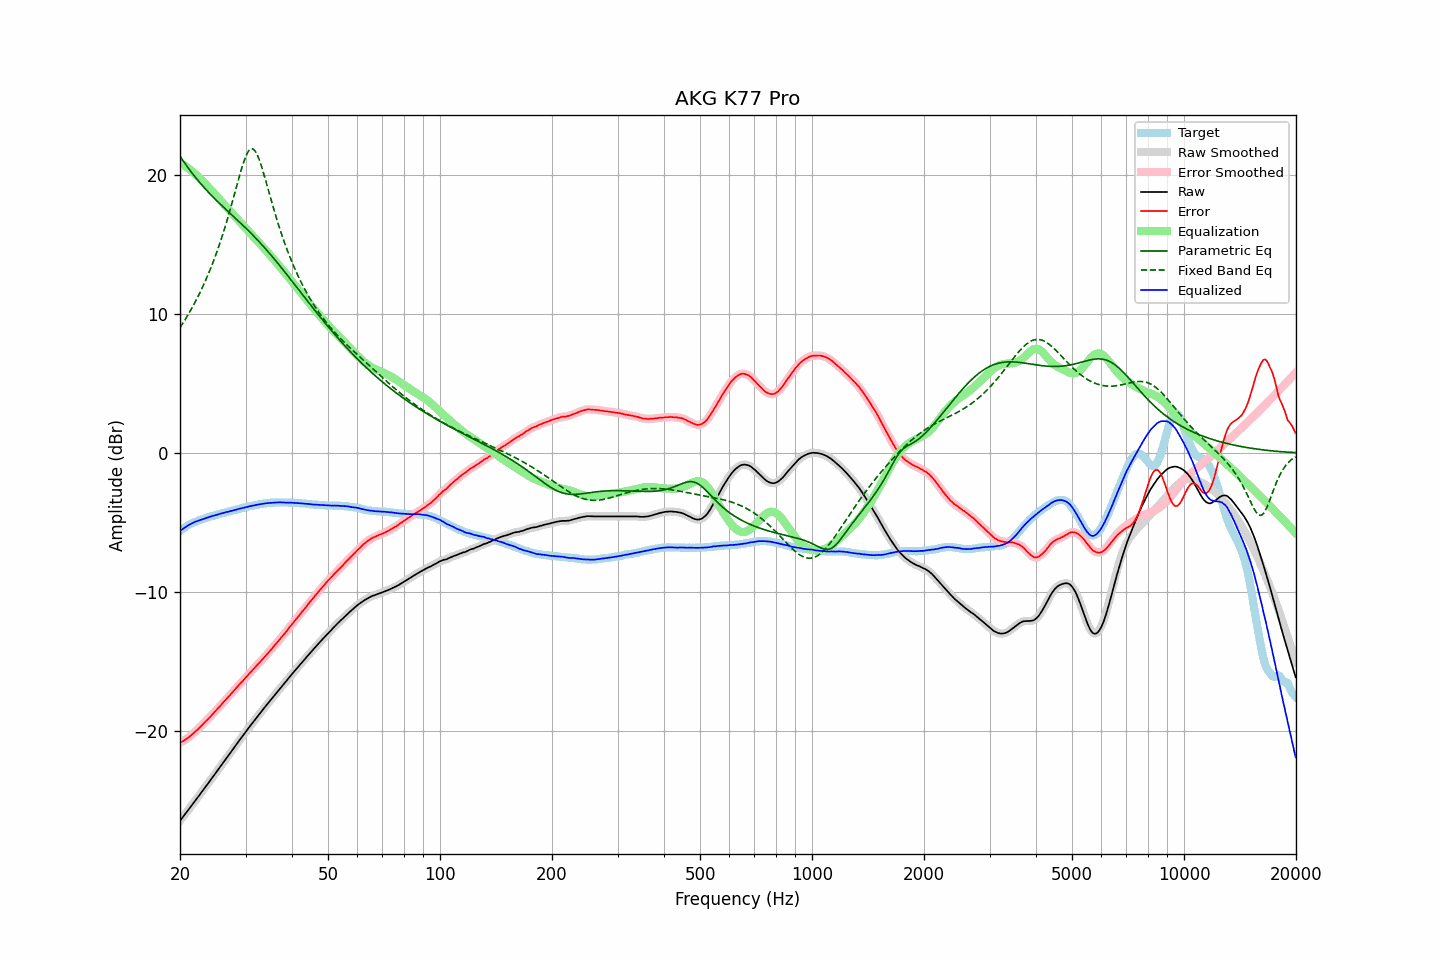 AKG K77 Pro
Target
Raw Smoothed
Error Smoothed
Raw
Error
Equalization
Parametric Eq
Fixed Band Eq
Equalized
Amplitude (dBr)
20
10
0
−10
−20
20 50 100 200 500 1000 2000 5000 10000 20000
Frequency (Hz)